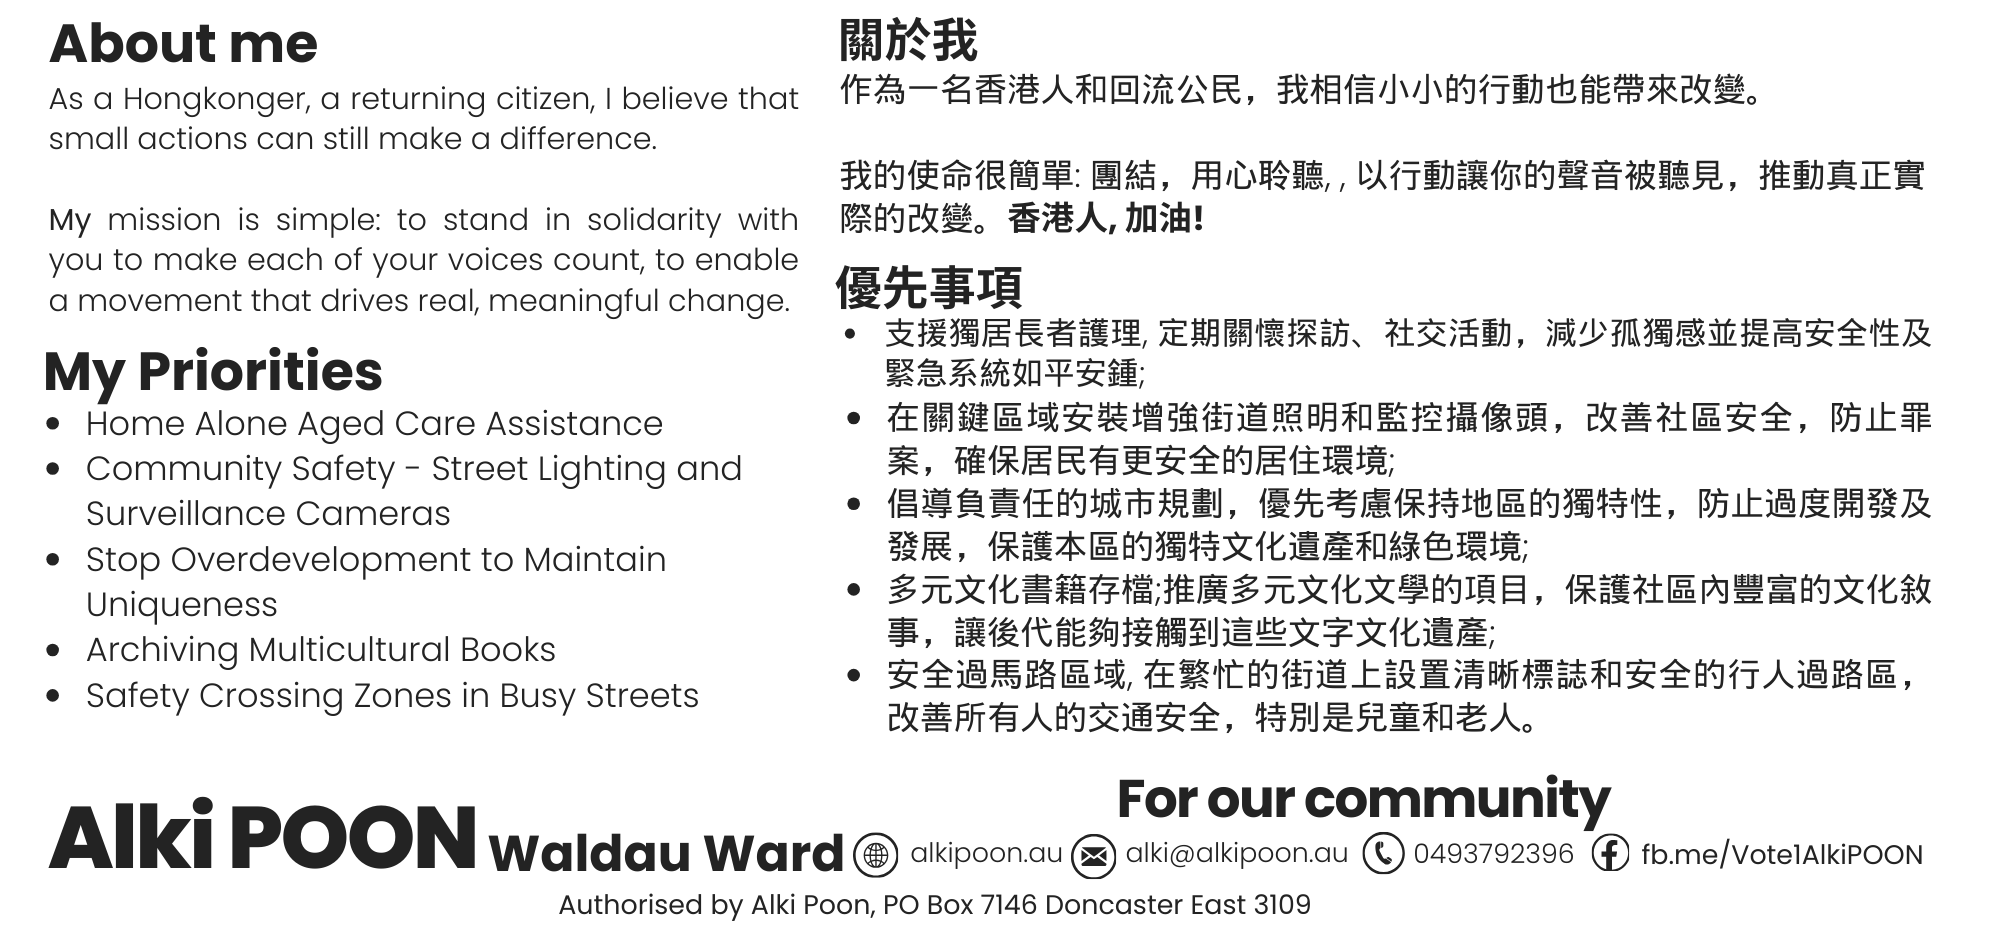 About me
As a Hongkonger, a returning citizen, I believe that
small actions can still make a difference.
My mission is simple: to stand in solidarity with
you to make each of your voices count, to enable
a movement that drives real, meaningful change.
My Priorities
Home Alone Aged Care Assistance
Community Safety - Street Lighting and
Surveillance Cameras
Stop Overdevelopment to Maintain
Uniqueness
Archiving Multicultural Books
Safety Crossing Zones in Busy Streets
關於我
作為一名香港人和回流公民，我相信小小的行動也能帶來改變。
我的使命很簡單: 團結，用心聆聽, , 以行動讓你的聲音被聽見，推動真正實
際的改變。香港人, 加油!
優先事項
支援獨居長者護理, 定期關懷探訪、社交活動，減少孤獨感並提高安全性及
緊急系統如平安鍾;
在關鍵區域安裝增強街道照明和監控攝像頭，改善社區安全，防止罪
案，確保居民有更安全的居住環境;
倡導負責任的城市規劃，優先考慮保持地區的獨特性，防止過度開發及
發展，保護本區的獨特文化遺產和綠色環境;
多元文化書籍存檔;推廣多元文化文學的項目，保護社區內豐富的文化敘
事，讓後代能夠接觸到這些文字文化遺產;
安全過馬路區域, 在繁忙的街道上設置清晰標誌和安全的行人過路區，
改善所有人的交通安全，特別是兒童和老人。
For our community
Alki POON Waldau Ward alkipoon.au alki@alkipoon.au 0493792396 fb.me/Vote1AlkiPOON
Authorised by Alki Poon, PO Box 7146 Doncaster East 3109